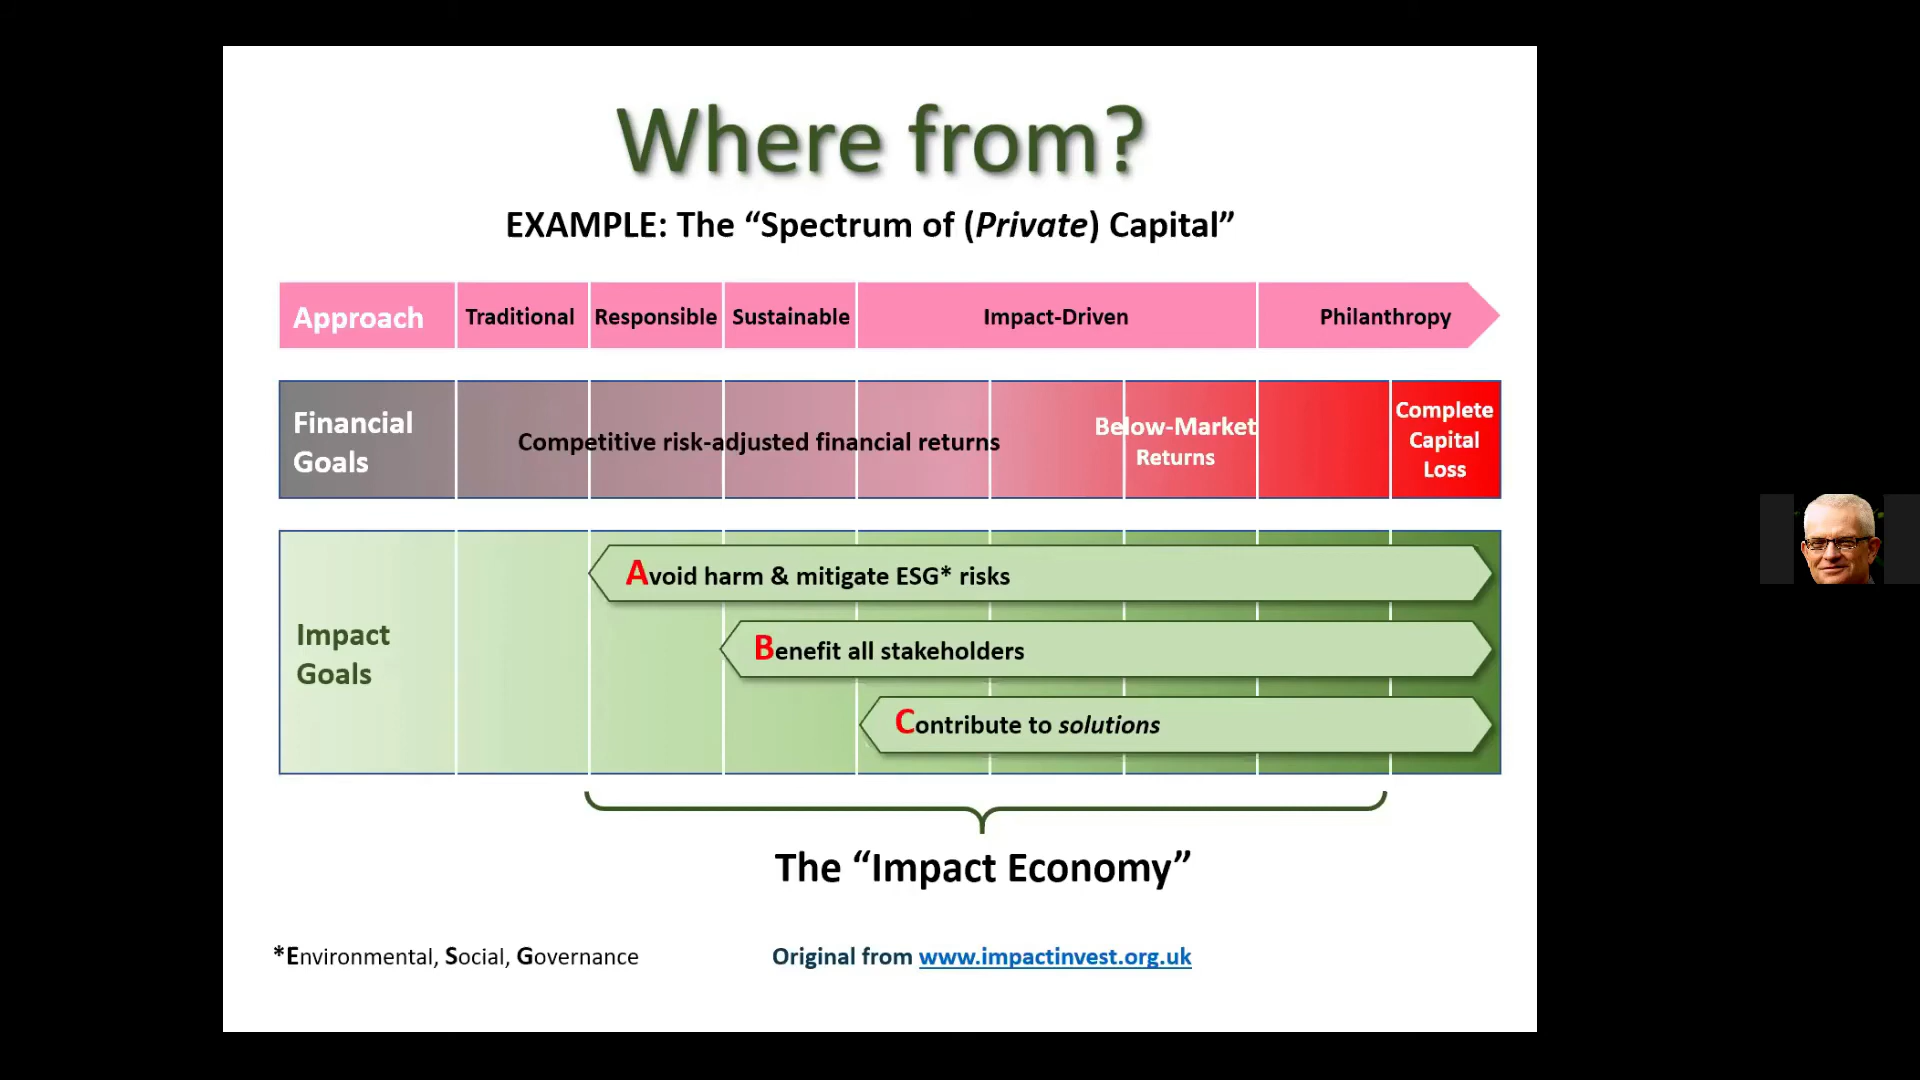 Where from?
EXAMPLE: The “Spectrum of (Private) Capital”
Approach
Traditional
Responsible
Sustainable
Impact-Driven
Philanthropy
Financial
Goals
Competitive risk-adjusted financial returns
Below-Market
Returns
Complete
Capital
Loss
Impact
Goals
Avoid harm & mitigate ESG* risks
Benefit all stakeholders
Contribute to solutions
The “Impact Economy”
*Environmental, Social, Governance
Original from www.impactinvest.org.uk